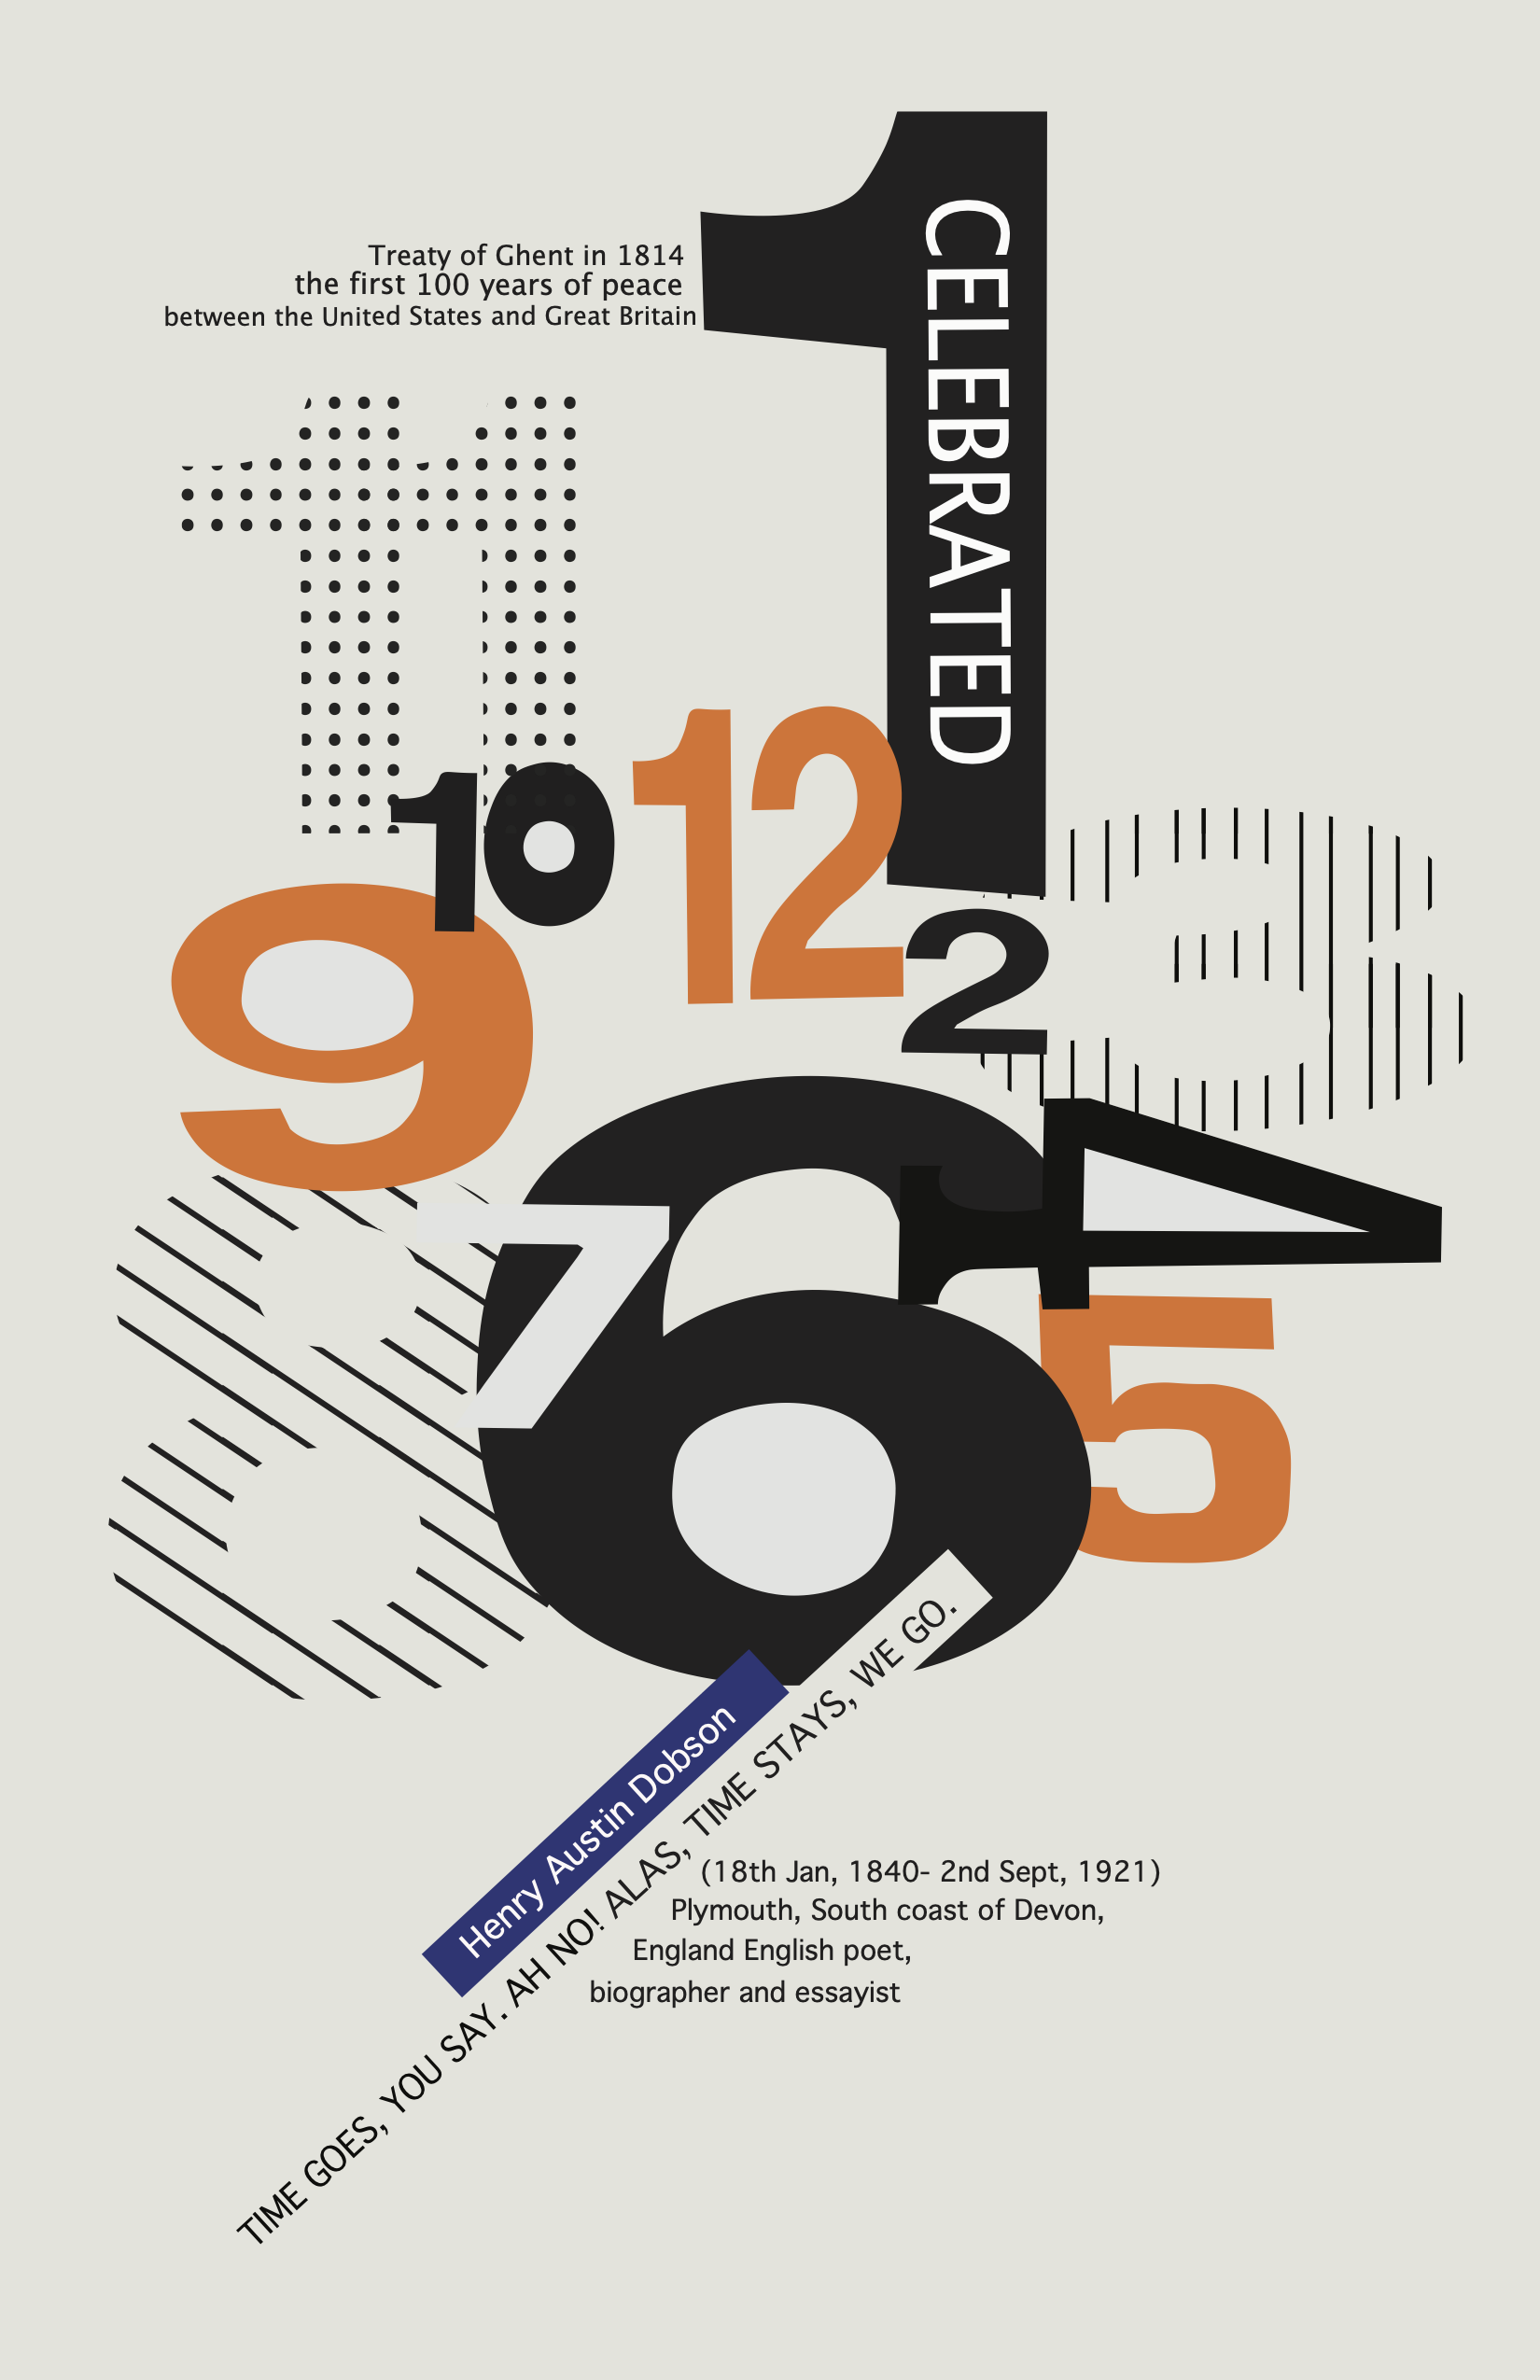 1
CELEBRATED
Treaty of Ghent in 1814
the first 100 years of peace
between the United States and Great Britain
11
12
10
2
3
9
4
7
6
5
8
Henry Austin Dobson
TIME GOES, YOU SAY. AH NO! ALAS, TIME STAYS, WE GO.
(18th Jan, 1840- 2nd Sept, 1921)
Plymouth, South coast of Devon,
England English poet,
biographer and essayist